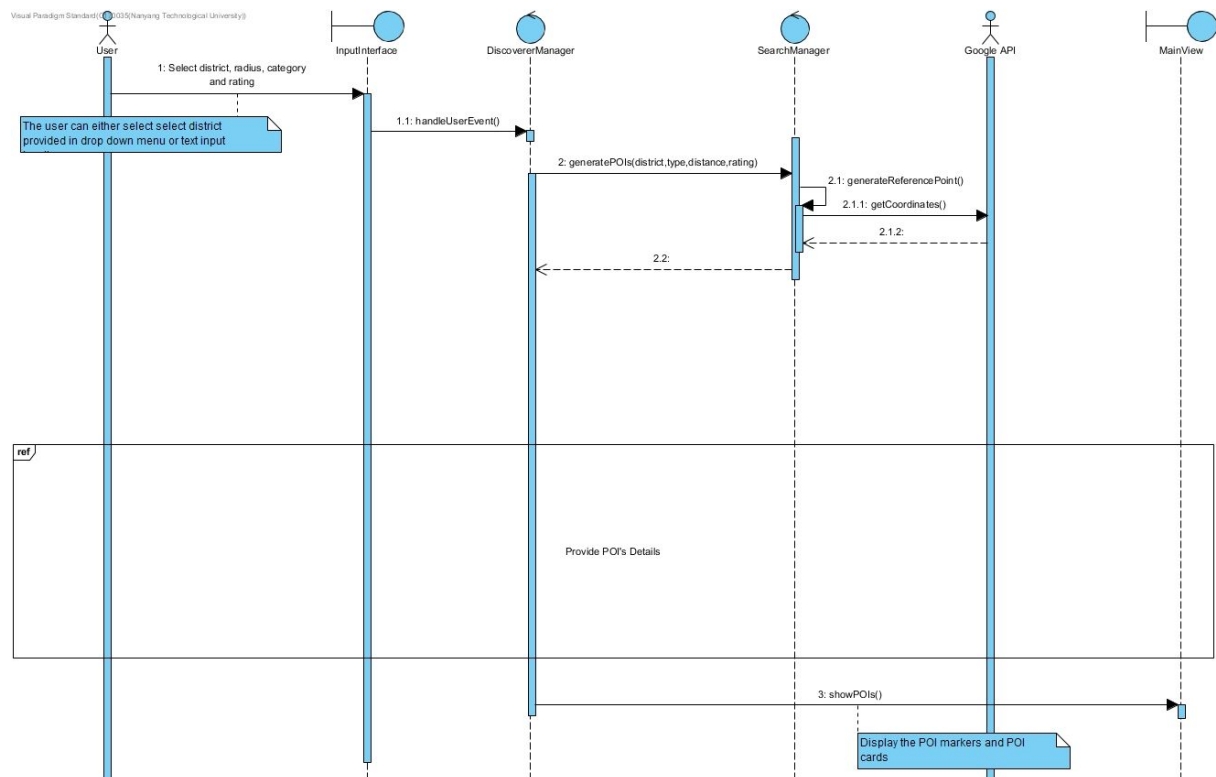 Visual Paradigm Standard(Nanyang Technological University)
User
InputInterface
DiscovererManager
SearchManager
Google API
MainView
1: Select district, radius, category
and rating
The user can either select select district
provided in drop down menu or text input
1.1: handleUserEvent()
2: generatePOIs(district,type,distance,rating)
2.1: generateReferencePoint()
2.1.1: getCoordinates()
2.1.2:
2.2:
ref
Provide POI's Details
3: showPOIs()
Display the POI markers and POI
cards